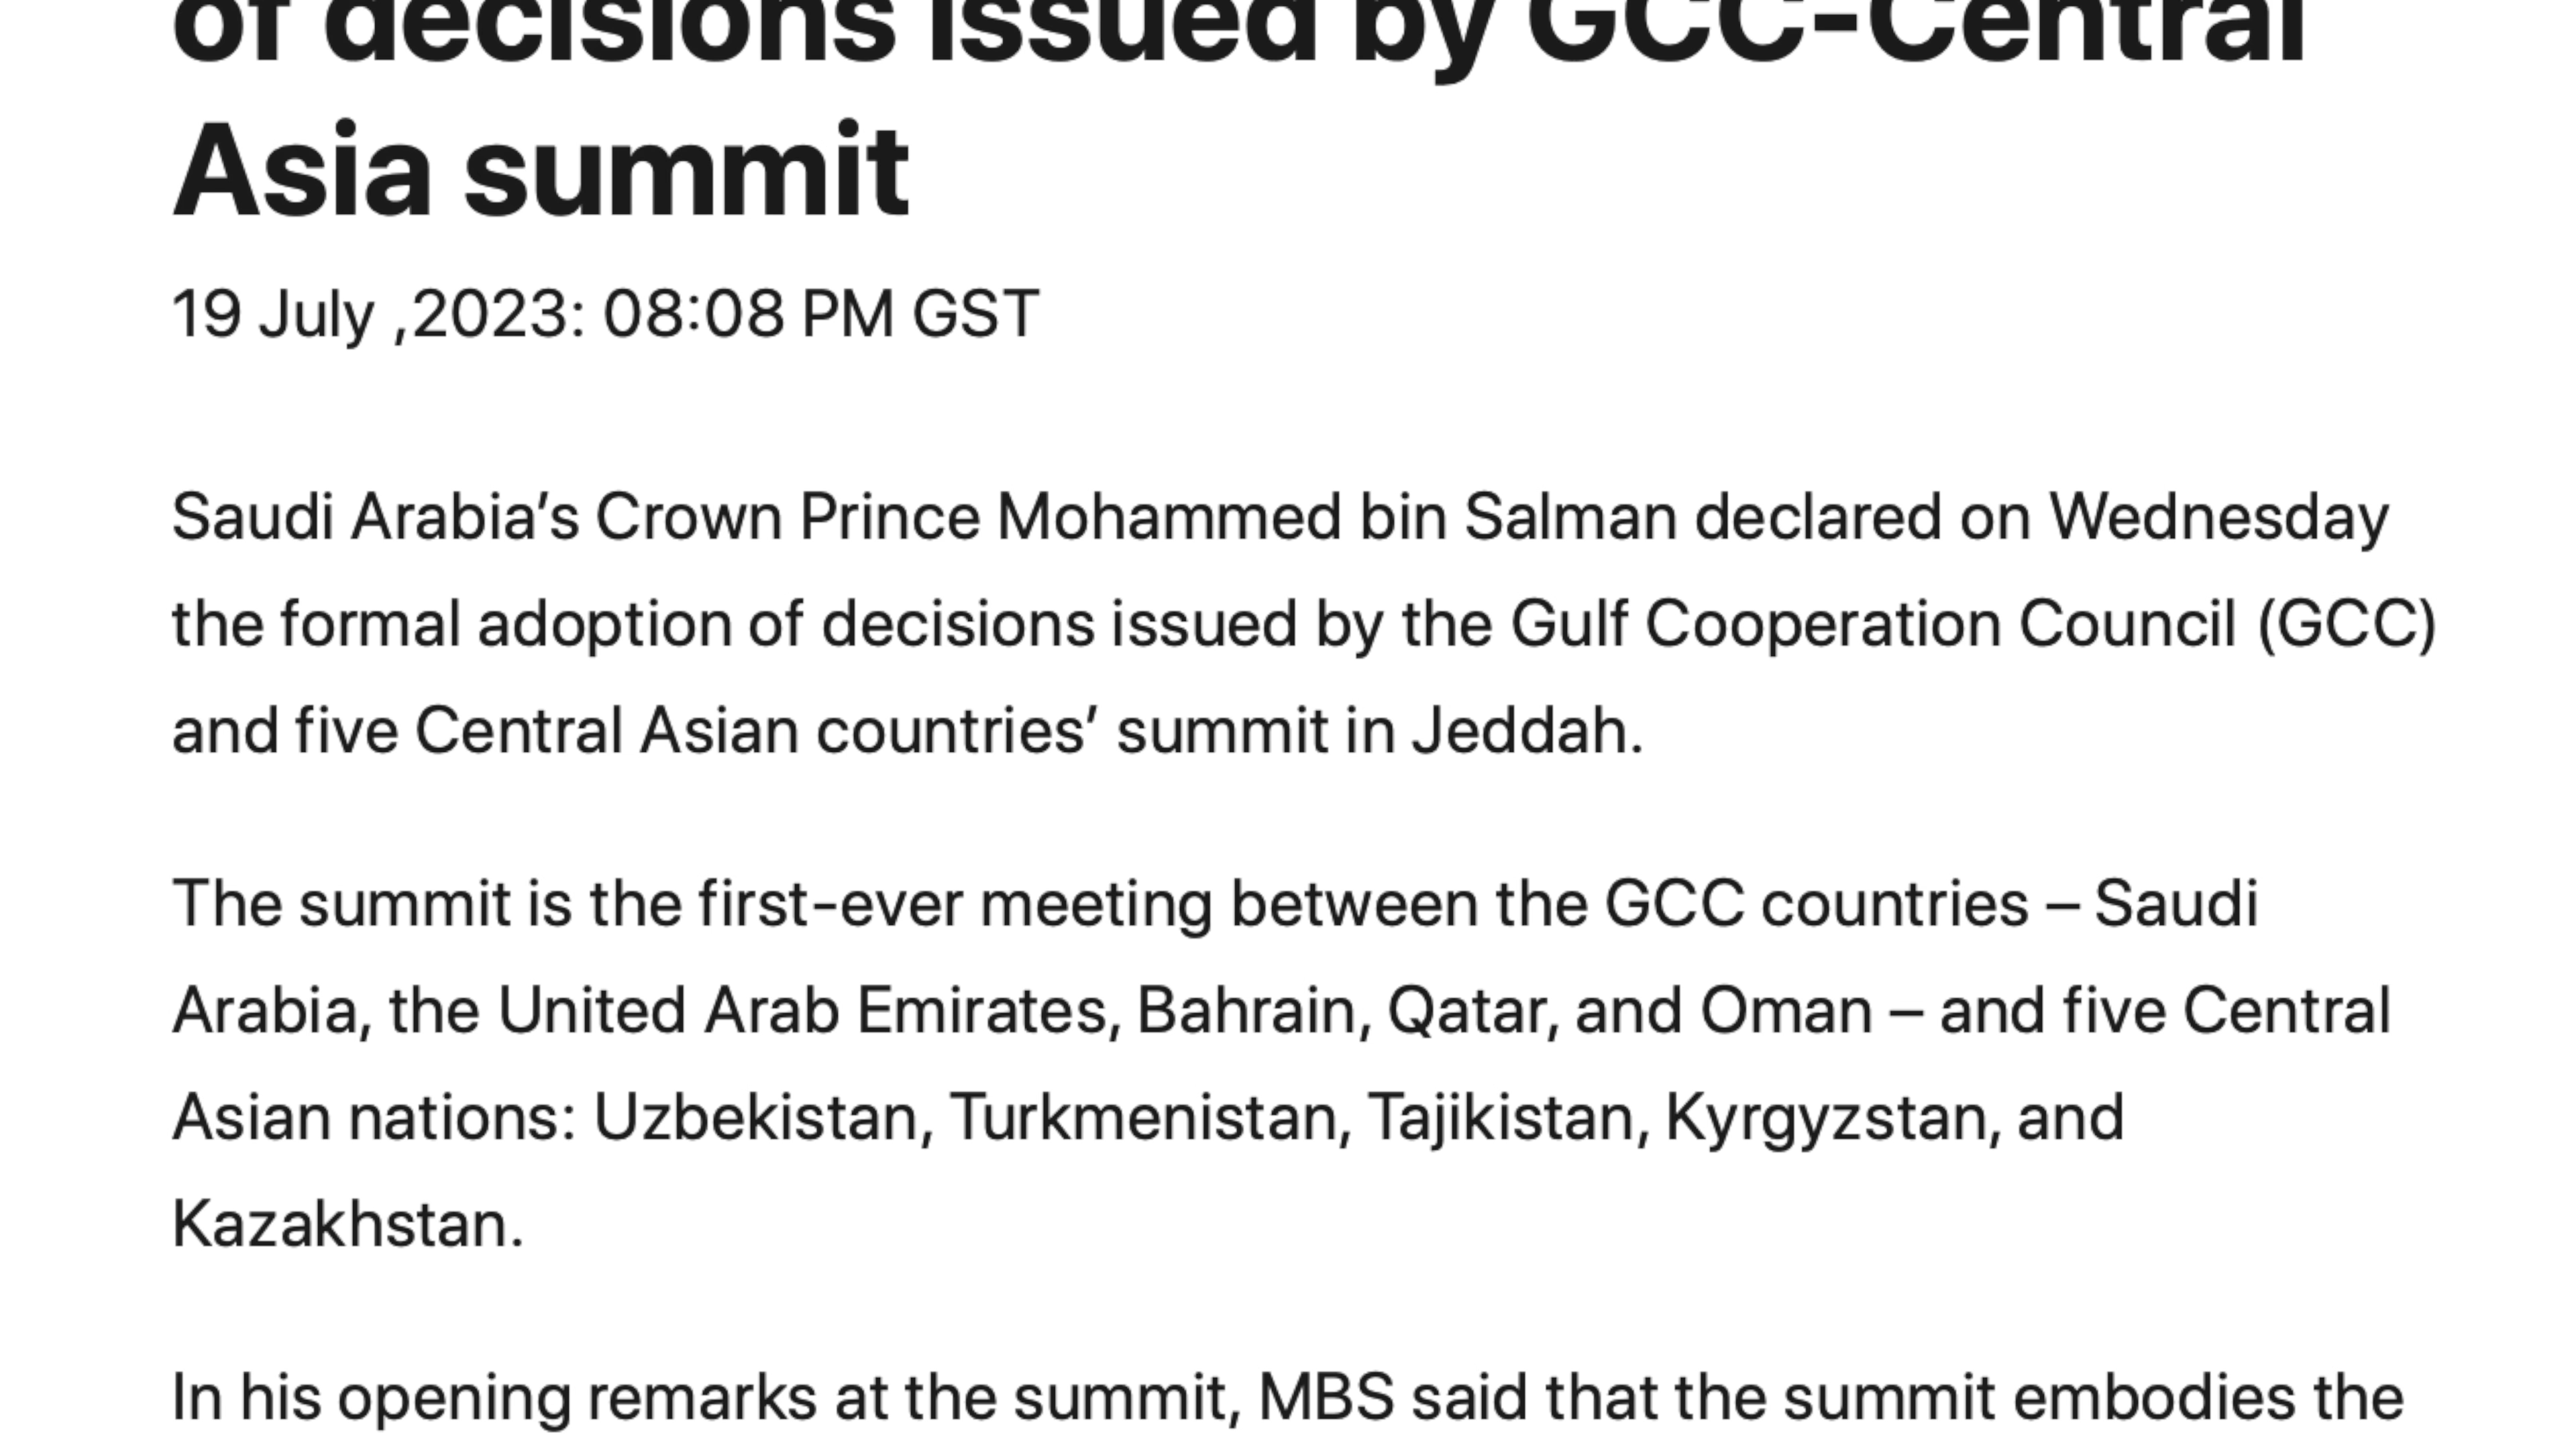 of decisions issued by GCC-Central
Asia summit
19 July ,2023: 08:08 PM GST
Saudi Arabia’s Crown Prince Mohammed bin Salman declared on Wednesday
the formal adoption of decisions issued by the Gulf Cooperation Council (GCC)
and five Central Asian countries’ summit in Jeddah.
The summit is the first-ever meeting between the GCC countries – Saudi
Arabia, the United Arab Emirates, Bahrain, Qatar, and Oman – and five Central
Asian nations: Uzbekistan, Turkmenistan, Tajikistan, Kyrgyzstan, and
Kazakhstan.
In his opening remarks at the summit, MBS said that the summit embodies the